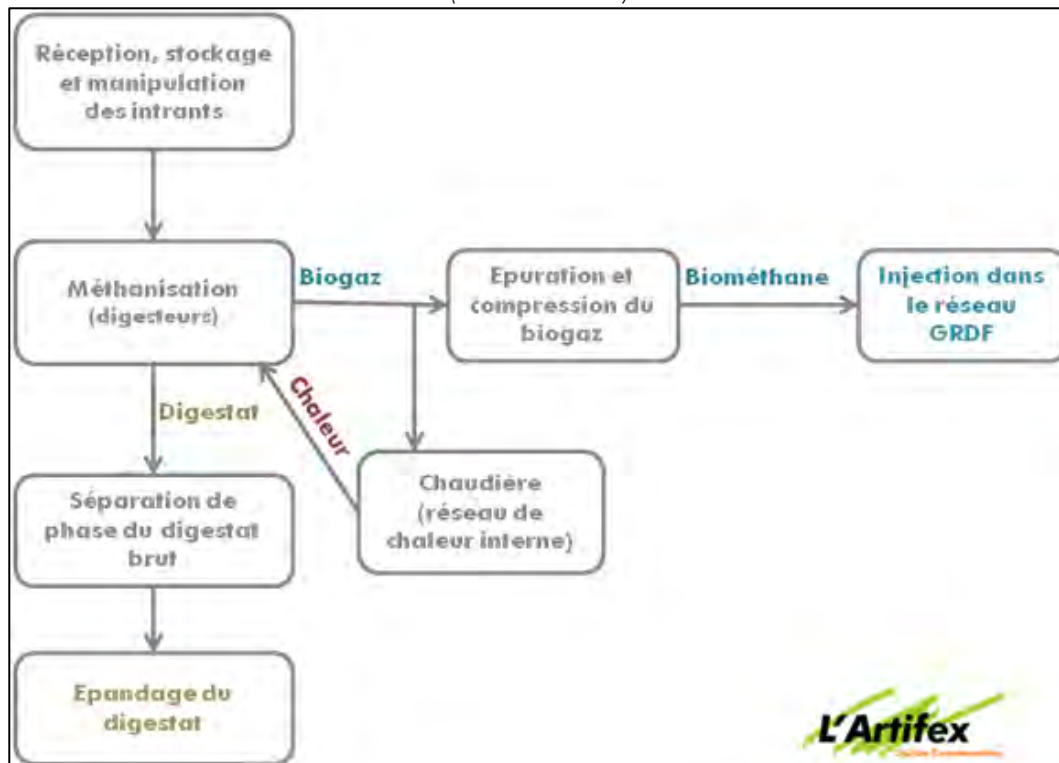 Réception, stockage
et manipulation
des intrants
Méthanisation
(digesteurs)
Biogaz
Epuration et
compression du
biogaz
Biométhane
Injection dans
le réseau
GRDF
Chaleur
Digestat
Chaudière
(réseau de
chaleur interne)
Séparation de
phase du digestat
brut
Epandage du
digestat
L'Artifex